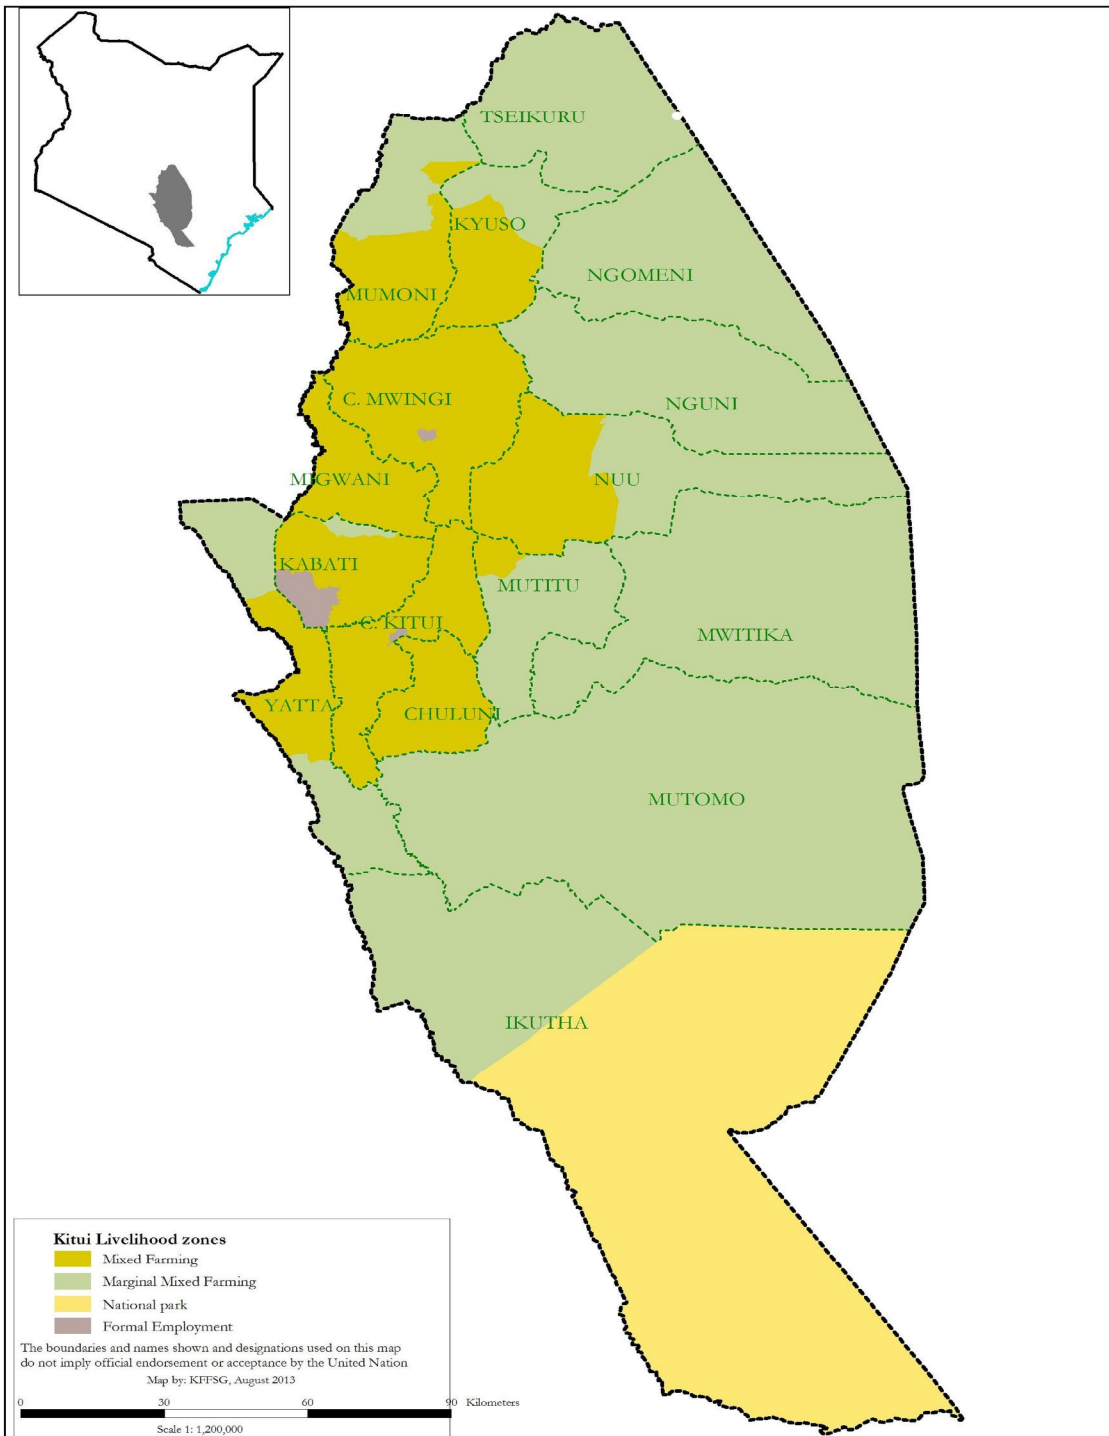 TSEIKURU
KYUSO
NGOMENI
MUMONI
C. MWINGI
NGUNI
MIGWANI
NUU
KABATI
MUTITU
C. KITUI
MWITIKA
YATTA
CHULUNI
MUTOMO
IKUTHA
Kitui Livelihood zones
Mixed Farming
Marginal Mixed Farming
National park
Formal Employment
The boundaries and names shown and designations used on this map
do not imply official endorsement or acceptance by the United Nation
Map by: KFFSG, August 2013
0 30 60 90 Kilometers
Scale 1: 1,200,000